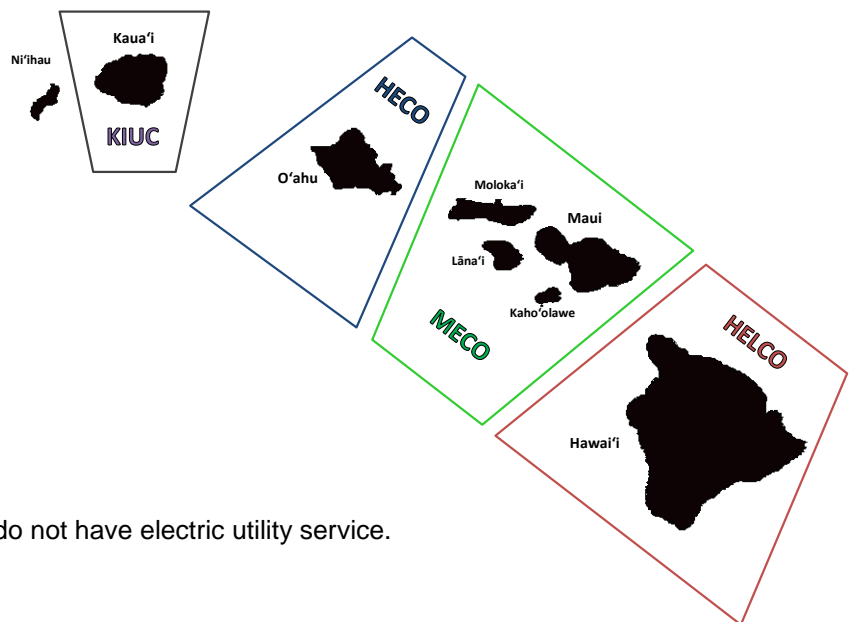 Kaua‘i
Ni‘ihau
KIUC
HECO
O‘ahu
Moloka‘i
Maui
Lāna‘i
Kaho‘olawe
MECO
HELCO
Hawai‘i
do not have electric utility service.